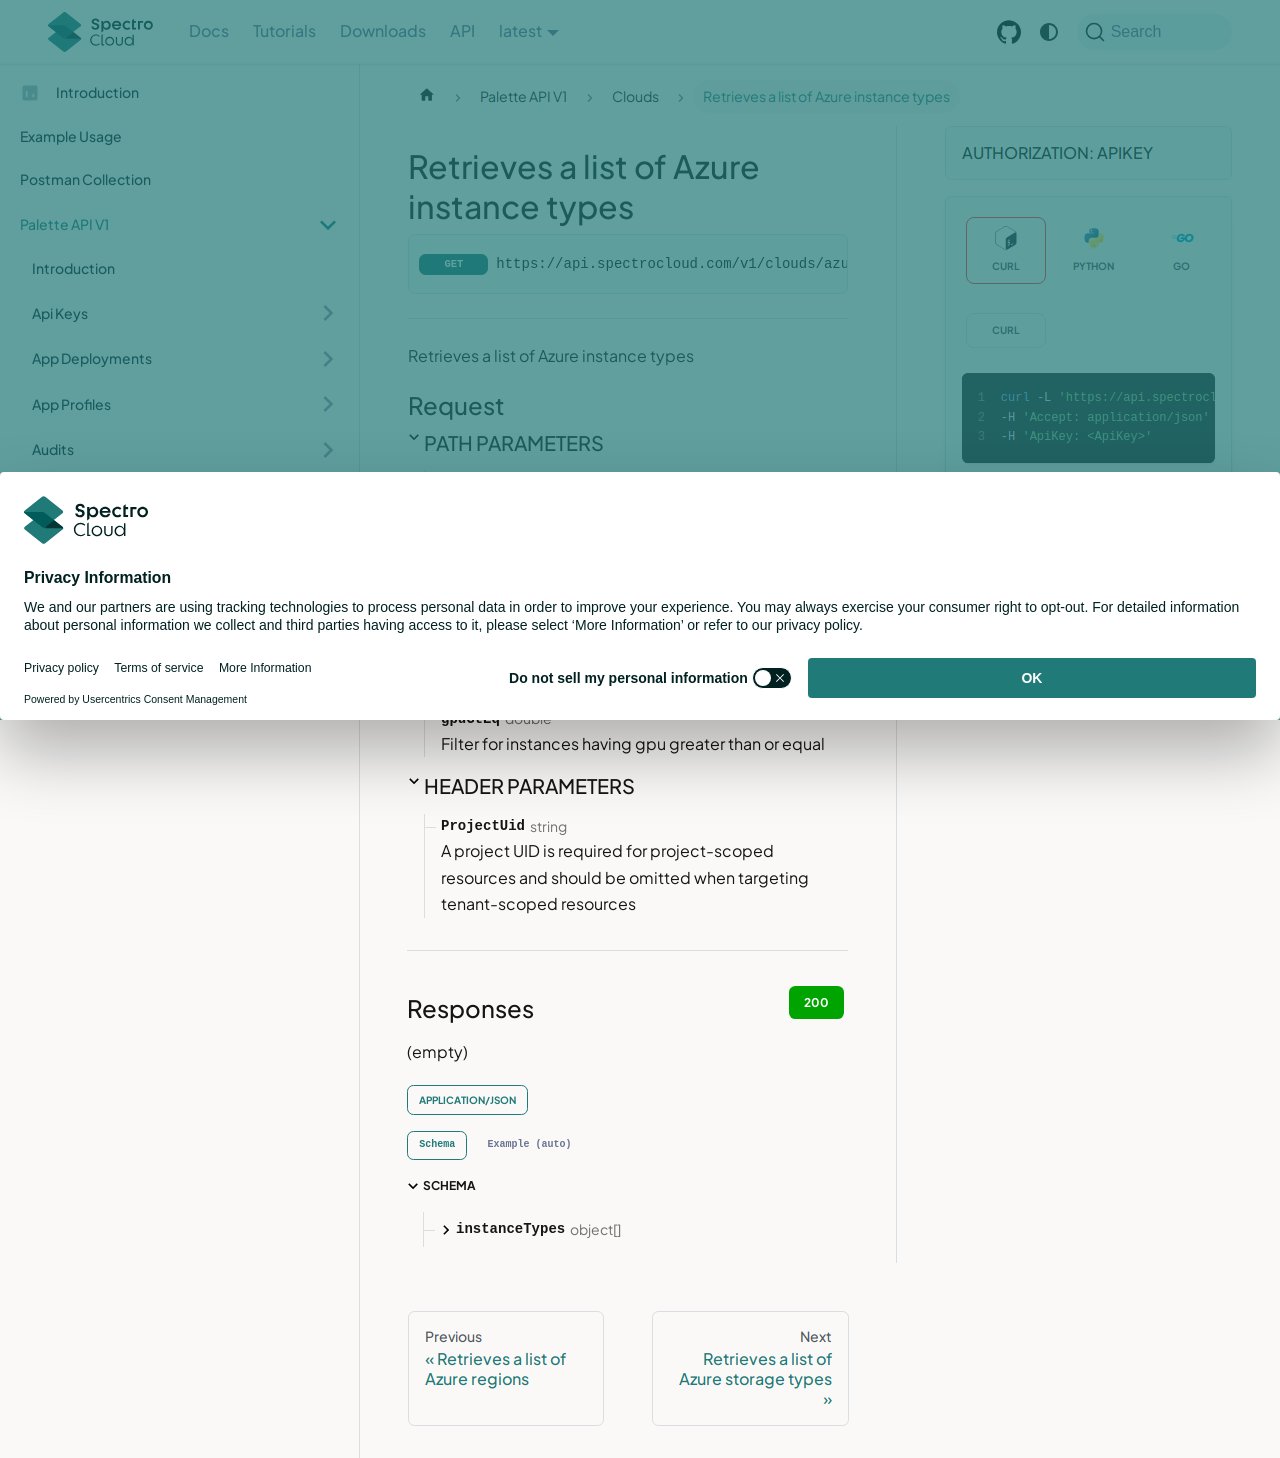 Spectro Cloud
Docs
Tutorials
Downloads
API
latest
Search
Introduction
Example Usage
Postman Collection
Palette API V1
Introduction
Api Keys
App Deployments
App Profiles
Audits
Palette API V1
Clouds
Retrieves a list of Azure instance types
Retrieves a list of Azure
instance types
GET
https://api.spectrocloud.com/v1/clouds/azu
Retrieves a list of Azure instance types
Request
PATH PARAMETERS
AUTHORIZATION: APIKEY
CURL
PYTHON
GO
CURL
1 curl -L 'https://api.spectrocl
2 -H 'Accept: application/json'
3 -H 'ApiKey: <ApiKey>'
Spectro
Cloud
Privacy Information
We and our partners are using tracking technologies to process personal data in order to improve your experience. You may always exercise your consumer right to opt-out. For detailed information
about personal information we collect and third parties having access to it, please select ‘More Information’ or refer to our privacy policy.
Privacy policy
Terms of service
More Information
Powered by Usercentrics Consent Management
Do not sell my personal information
OK
gpuGtEq double
Filter for instances having gpu greater than or equal
HEADER PARAMETERS
ProjectUid string
A project UID is required for project-scoped
resources and should be omitted when targeting
tenant-scoped resources
Responses
200
(empty)
APPLICATION/JSON
Schema
Example (auto)
SCHEMA
instanceTypes object[]
Previous
« Retrieves a list of
Azure regions
Next
Retrieves a list of
Azure storage types
»